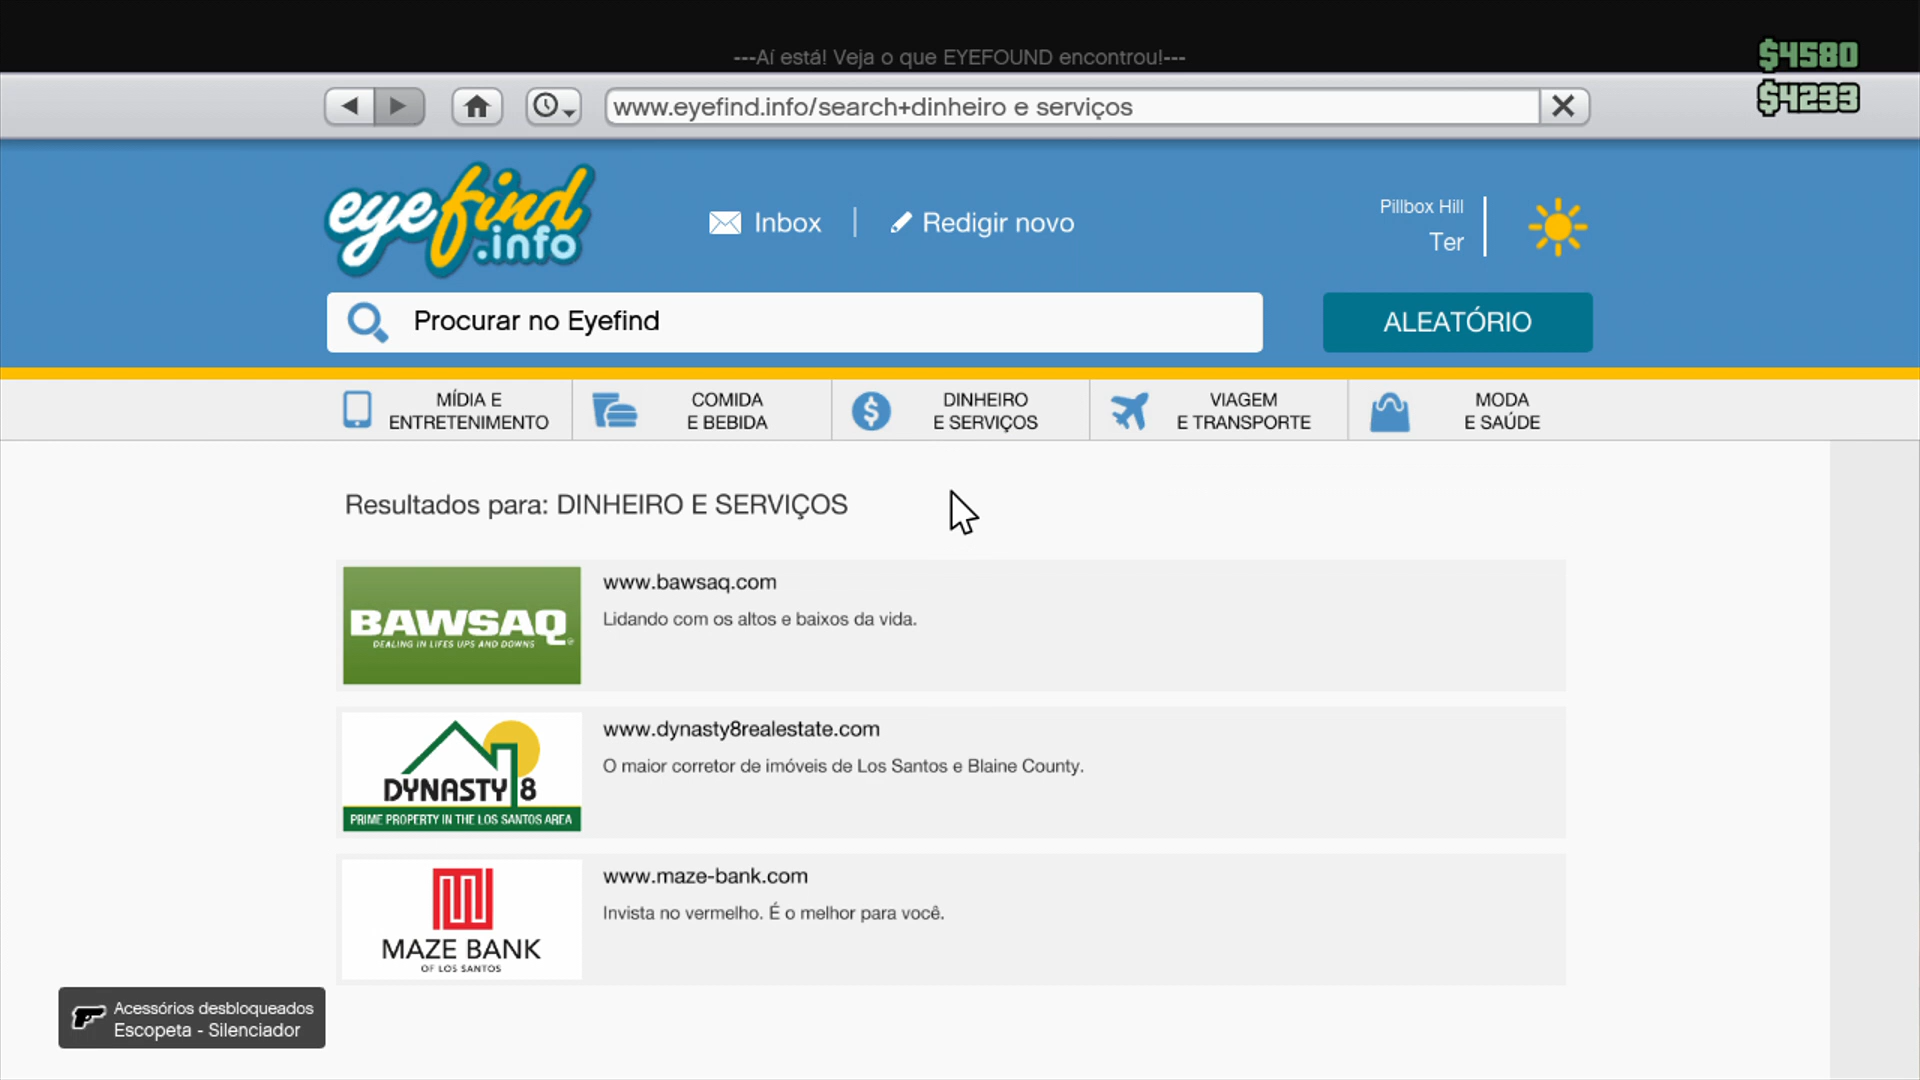 ---Aí está! Veja o que EYEFOUND encontrou!---
$4580
$4233
www.eyefind.info/search+dinheiro e serviços
eyefind
.info
Inbox
Redigir novo
Pillbox Hill
Ter
Procurar no Eyefind
ALEATÓRIO
MÍDIA E
ENTRETENIMENTO
COMIDA
E BEBIDA
DINHEIRO
E SERVIÇOS
VIAGEM
E TRANSPORTE
MODA
E SAÚDE
Resultados para: DINHEIRO E SERVIÇOS
BAWSAQ
DEALING IN LIFES UPS AND DOWNS
www.bawsaq.com
Lidando com os altos e baixos da vida.
DYNASTY 8
PRIME PROPERTY IN THE LOS SANTOS AREA
www.dynasty8realestate.com
O maior corretor de imóveis de Los Santos e Blaine County.
MAZE BANK
OF LOS SANTOS
www.maze-bank.com
Invista no vermelho. É o melhor para você.
Acessórios desbloqueados
Escopeta - Silenciador